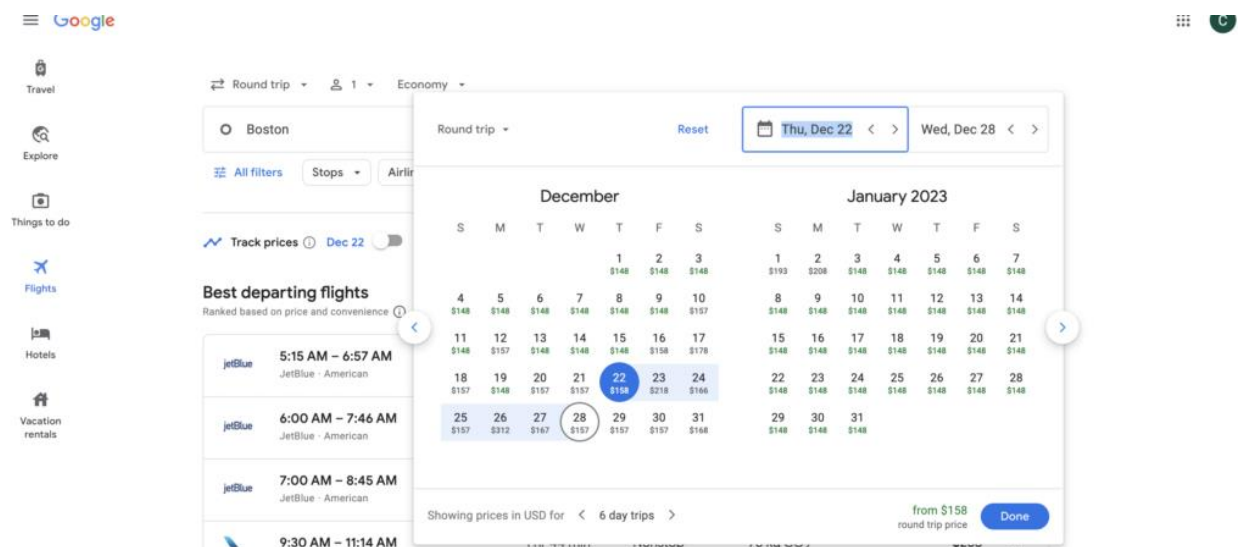 Google
C
Travel
Explore
Things to do
Flights
Hotels
Vacation
rentals
Round trip 1 Economy
Boston
All filters Stops
Track prices Dec 22
Best departing flights
Ranked based on price and convenience
jetBlue 5:15 AM – 6:57 AM
JetBlue · American
jetBlue 6:00 AM – 7:46 AM
JetBlue · American
jetBlue 7:00 AM – 8:45 AM
JetBlue · American
9:30 AM – 11:14 AM
Round trip Reset Thu, Dec 22 Wed, Dec 28
December
S M T W T F S
1 2 3
$148 $148 $148
4 5 6 7 8 9 10
$148 $148 $148 $148 $148 $148 $157
11 12 13 14 15 16 17
$148 $157 $148 $148 $148 $158 $178
18 19 20 21 22 23 24
$157 $148 $157 $157 $158 $218 $166
25 26 27 28 29 30 31
$157 $312 $167 $157 $157 $157 $168
January 2023
S M T W T F S
1 2 3 4 5 6 7
$193 $208 $148 $148 $148 $148 $148
8 9 10 11 12 13 14
$148 $148 $148 $148 $148 $148 $148
15 16 17 18 19 20 21
$148 $148 $148 $148 $148 $148 $148
22 23 24 25 26 27 28
$148 $148 $148 $148 $148 $148 $148
29 30 31
$148 $148 $148
Showing prices in USD for 6 day trips
from $158
round trip price
Done